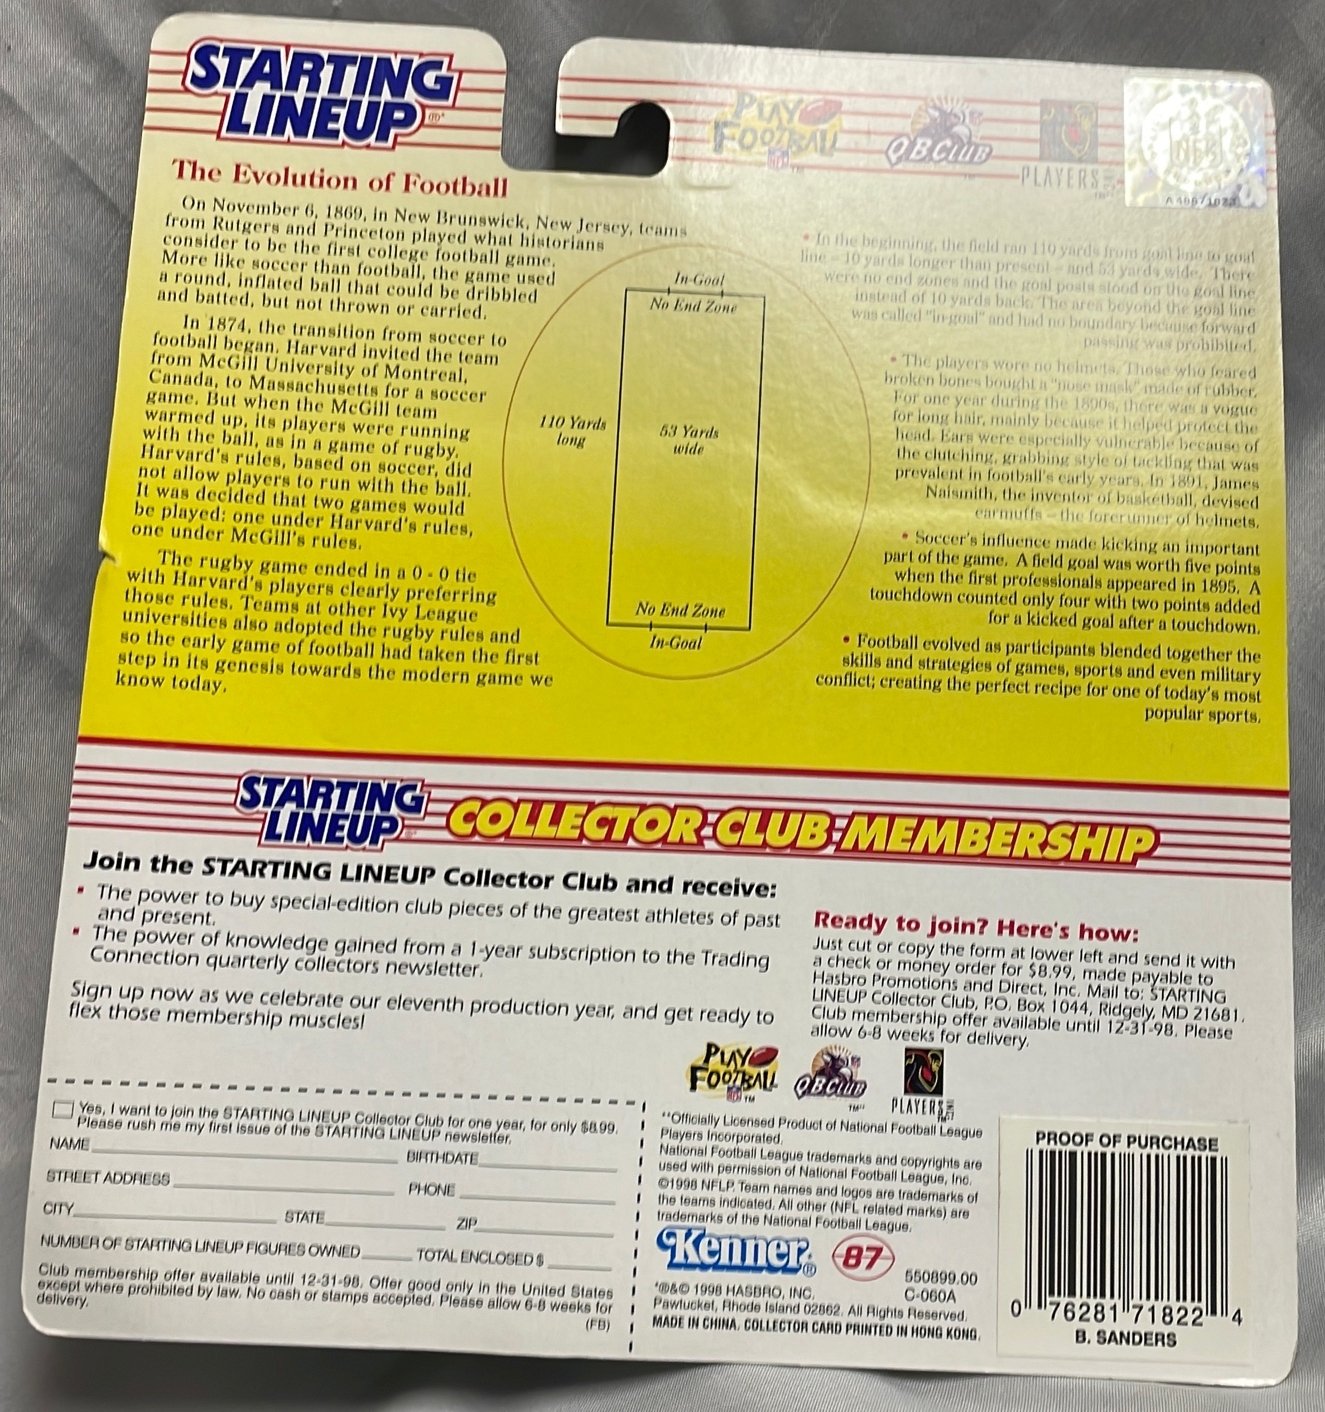 STARTING
LINEUP®*
PLAY
FOOTBALL
NFL
TM
QB CLUB
PLAYERS
NFL
The Evolution of Football
On November 6, 1869, in New Brunswick, New Jersey, teams
from Rutgers and Princeton played what historians
consider to be the first college football game.
More like soccer than football, the game used
a round, inflated ball that could be dribbled
and batted, but not thrown or carried.
In 1874, the transition from soccer to
football began. Harvard invited the team
from McGill University of Montreal,
Canada, to Massachusetts for a soccer
game. But when the McGill team
warmed up, its players were running
with the ball, as in a game of rugby.
Harvard's rules, based on soccer, did
not allow players to run with the ball.
It was decided that two games would
be played: one under Harvard's rules,
one under McGill's rules.
The rugby game ended in a 0 - 0 tie
with Harvard's players clearly preferring
those rules. Teams at other Ivy League
universities also adopted the rugby rules and
so the early game of football had taken the first
step in its genesis towards the modern game we
know today.
In-Goal
No End Zone
110 Yards
long
53 Yards
wide
No End Zone
In-Goal
• In the beginning, the field ran 110 yards from goal line to goal
line – 10 yards longer than present – and 53 yards wide. There
were no end zones and the goal posts stood on the goal line
instead of 10 yards back. The area beyond the goal line
was called "in-goal" and had no boundary because forward
passing was prohibited.
• The players wore no helmets. Those who feared
broken bones bought a "nose mask" made of rubber.
For one year during the 1890s, there was a vogue
for long hair, mainly because it helped protect the
head. Ears were especially vulnerable because of
the clutching, grabbing style of tackling that was
prevalent in football's early years. In 1891, James
Naismith, the inventor of basketball, devised
earmuffs – the forerunner of helmets.
• Soccer's influence made kicking an important
part of the game. A field goal was worth five points
when the first professionals appeared in 1895. A
touchdown counted only four with two points added
for a kicked goal after a touchdown.
• Football evolved as participants blended together the
skills and strategies of games, sports and even military
conflict; creating the perfect recipe for one of today's most
popular sports.
STARTING
LINEUP®*
COLLECTOR CLUB MEMBERSHIP
Join the STARTING LINEUP Collector Club and receive:
• The power to buy special-edition club pieces of the greatest athletes of past
and present.
• The power of knowledge gained from a 1-year subscription to the Trading
Connection quarterly collectors newsletter.
Sign up now as we celebrate our eleventh production year, and get ready to
flex those membership muscles!
Ready to join? Here's how:
Just cut or copy the form at lower left and send it with
a check or money order for $8.99, made payable to
Hasbro Promotions and Direct, Inc. Mail to: STARTING
LINEUP Collector Club, P.O. Box 1044, Ridgely, MD 21681.
Club membership offer available until 12-31-98. Please
allow 6-8 weeks for delivery.
PLAY
FOOTBALL
NFL TM
QB CLUB
TM**
PLAYERS
Yes, I want to join the STARTING LINEUP Collector Club for one year, for only $8.99.
Please rush me my first issue of the STARTING LINEUP newsletter.
NAME BIRTHDATE
STREET ADDRESS PHONE
CITY STATE ZIP
NUMBER OF STARTING LINEUP FIGURES OWNED TOTAL ENCLOSED $
Club membership offer available until 12-31-98. Offer good only in the United States
except where prohibited by law. No cash or stamps accepted. Please allow 6-8 weeks for
delivery.
(FB)
**Officially Licensed Product of National Football League
Players Incorporated.
National Football League trademarks and copyrights are
used with permission of National Football League, Inc.
©1998 NFLP. Team names and logos are trademarks of
the teams indicated. All other (NFL related marks) are
trademarks of the National Football League.
Kenner® 87
550899.00
C-060A
*®&© 1998 HASBRO, INC.
Pawtucket, Rhode Island 02862. All Rights Reserved.
MADE IN CHINA. COLLECTOR CARD PRINTED IN HONG KONG.
PROOF OF PURCHASE
0 76281 71822 4
B. SANDERS